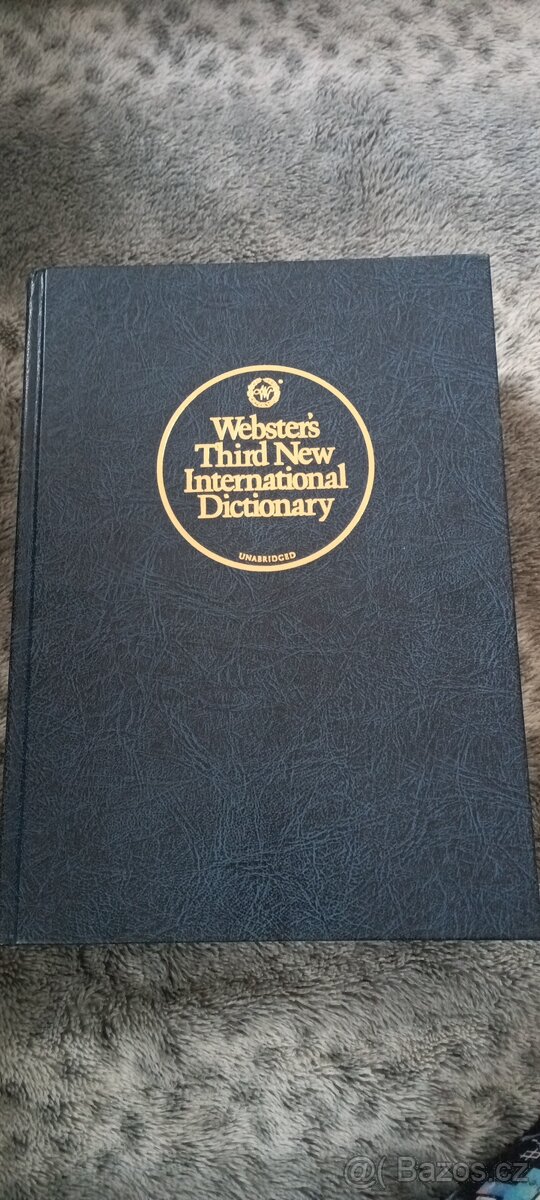 Webster's
Third New
International
Dictionary
UNABRIDGED
Bazos.cz